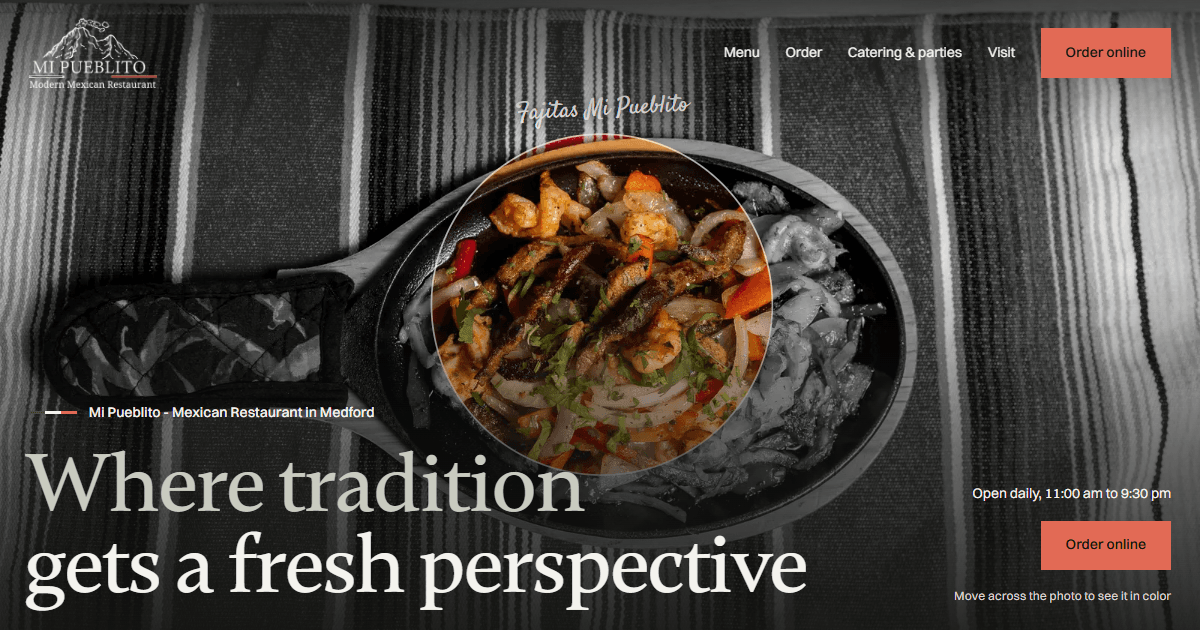 MI PUEBLITO
Modern Mexican Restaurant
Menu
Order
Catering & parties
Visit
Order online
Fajitas Mi Pueblito
Mi Pueblito - Mexican Restaurant in Medford
Where tradition
gets a fresh perspective
Open daily, 11:00 am to 9:30 pm
Order online
Move across the photo to see it in color